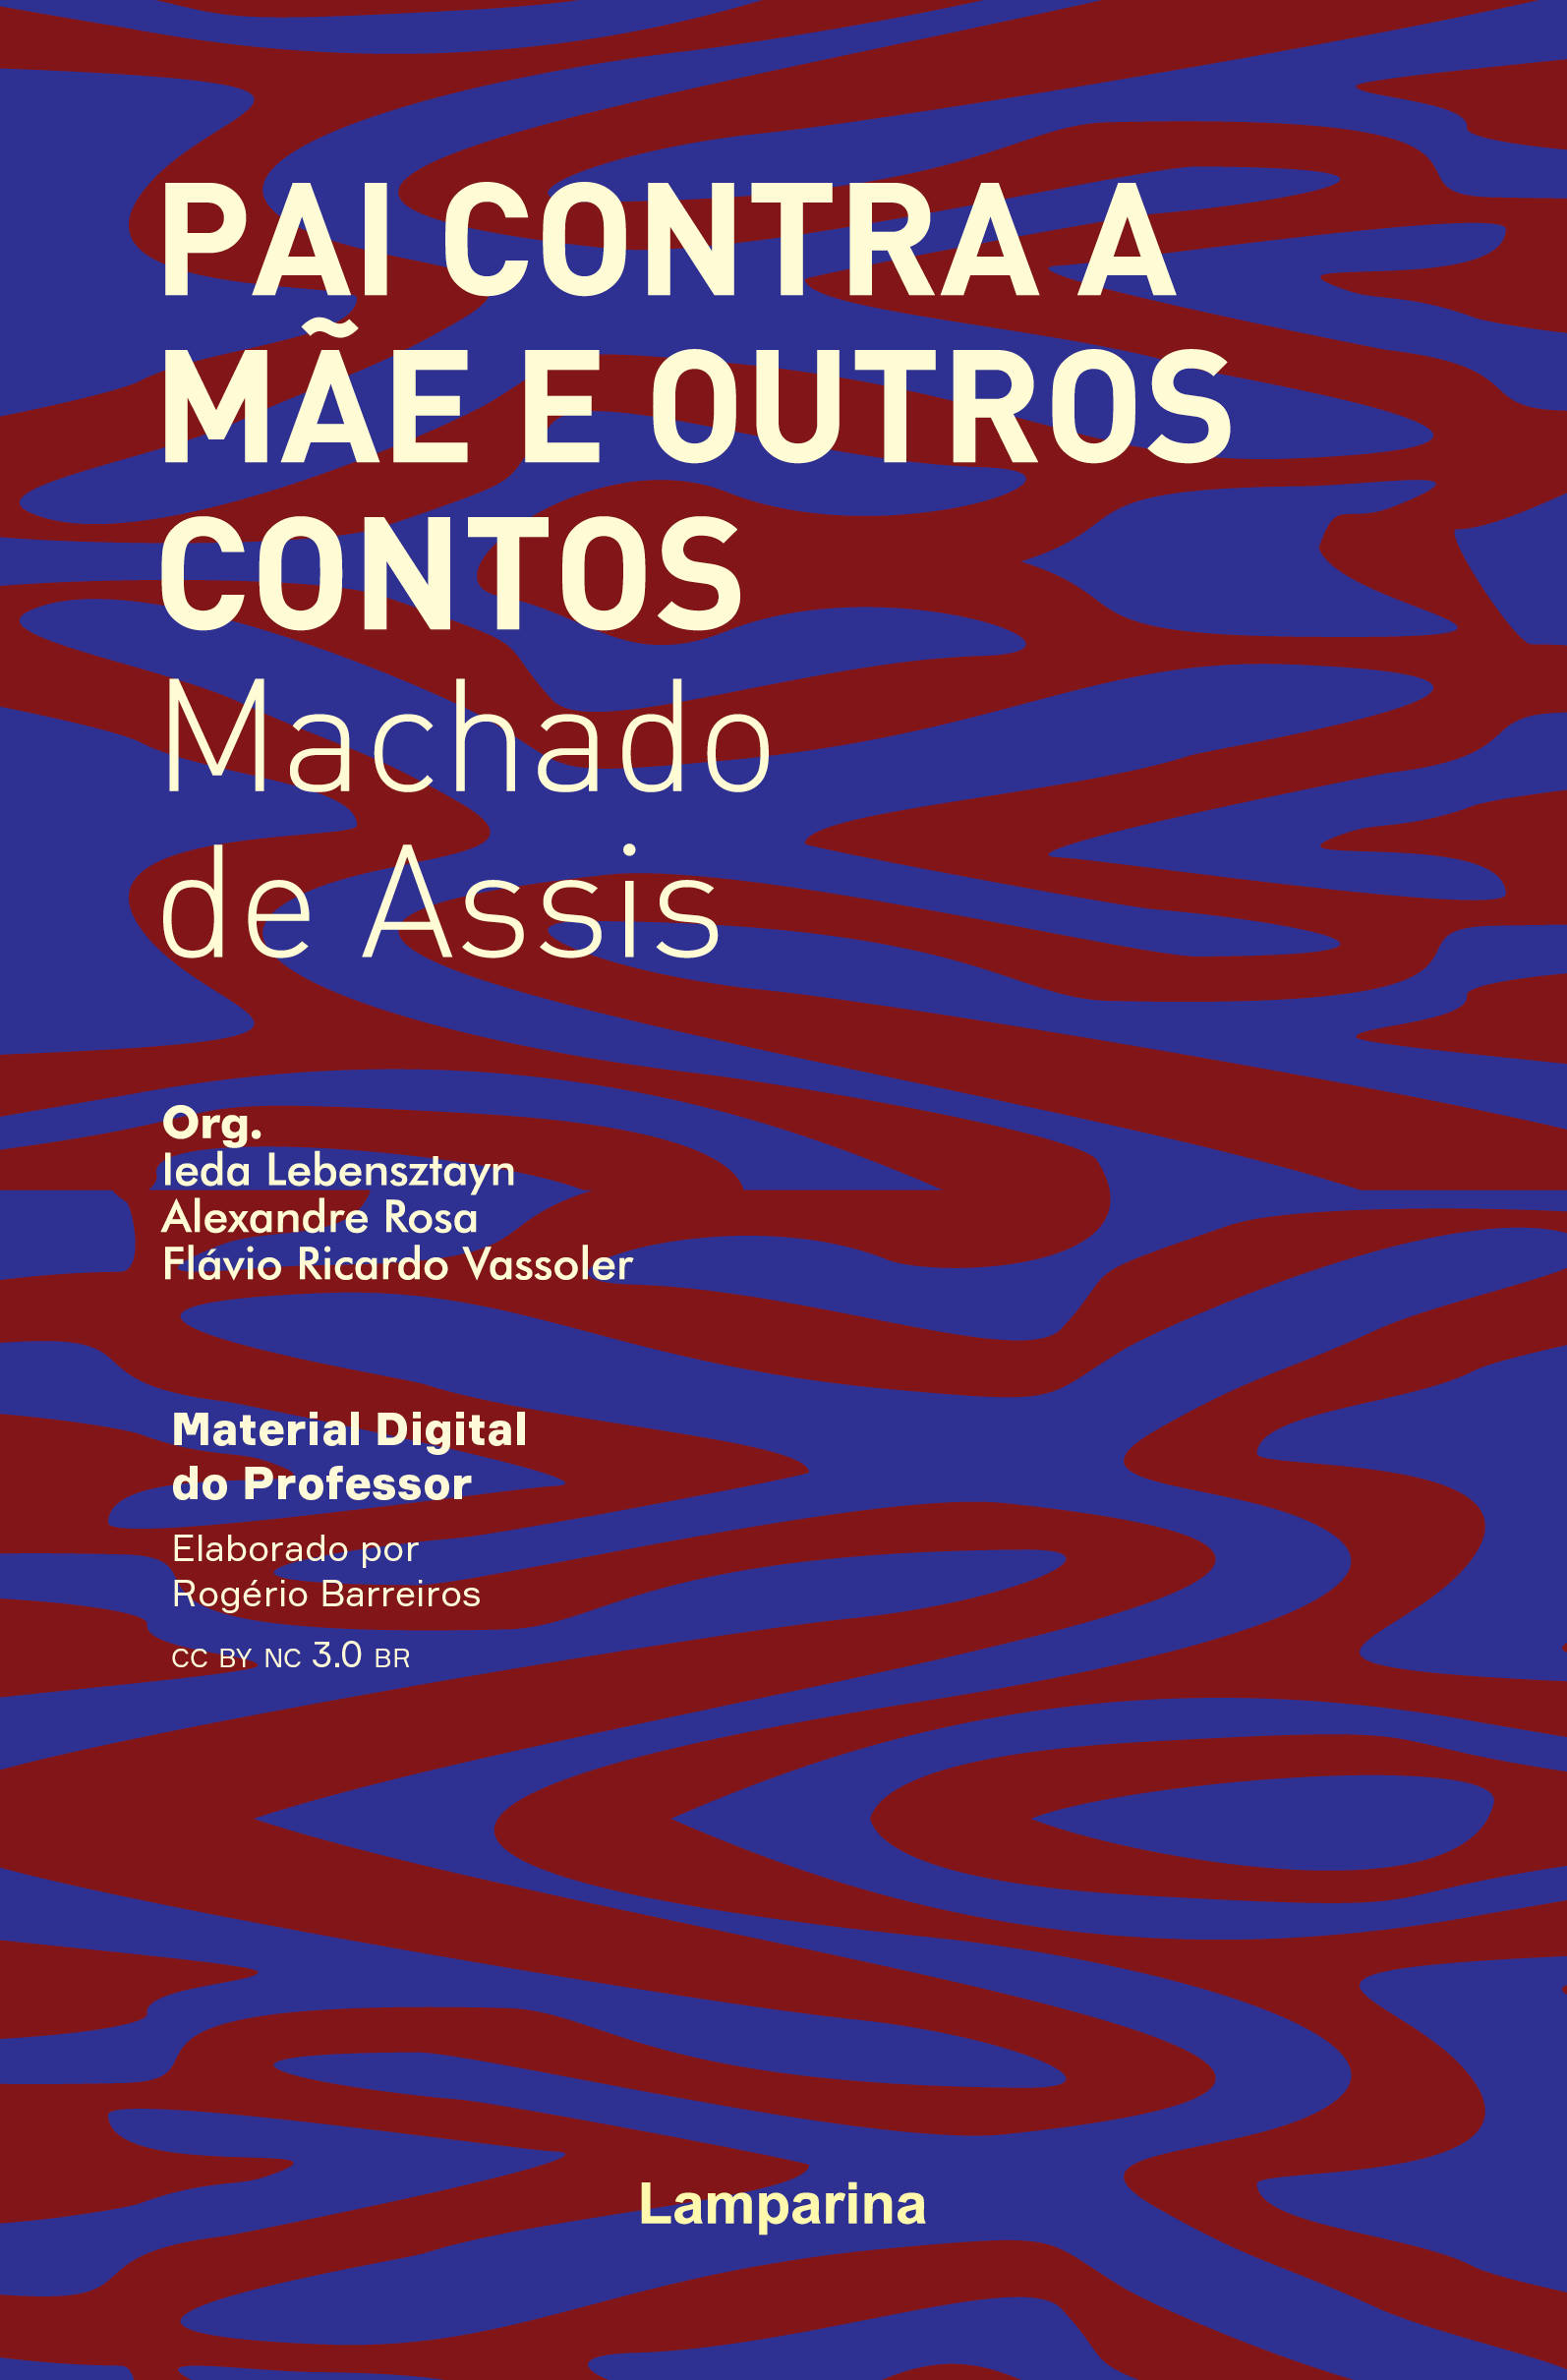 PAI CONTRA A
MÃE E OUTROS
CONTOS
Machado
de Assis
Org.
Ieda Lebensztayn
Alexandre Rosa
Flávio Ricardo Vassoler
Material Digital
do Professor
Elaborado por
Rogério Barreiros
CC BY NC 3.0 BR
Lamparina